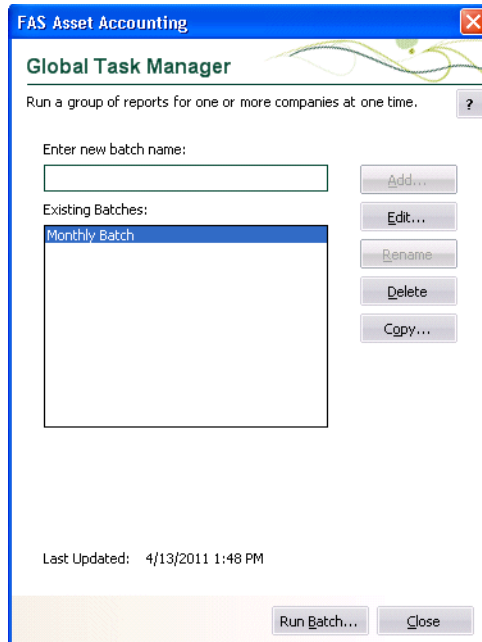 FAS Asset Accounting
Global Task Manager
Run a group of reports for one or more companies at one time.
?
Enter new batch name:
Add...
Existing Batches:
Edit...
Monthly Batch
Rename
Delete
Copy...
Last Updated: 4/13/2011 1:48 PM
Run Batch... Close